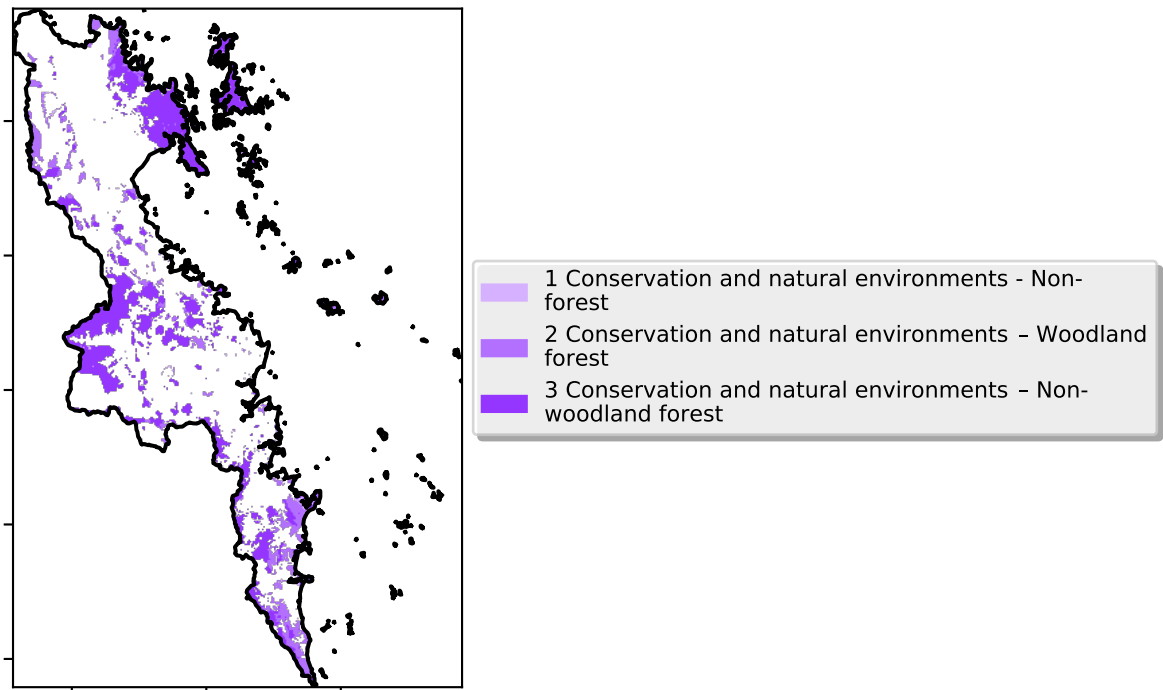 1 Conservation and natural environments - Non-
forest
2 Conservation and natural environments – Woodland
forest
3 Conservation and natural environments – Non-
woodland forest